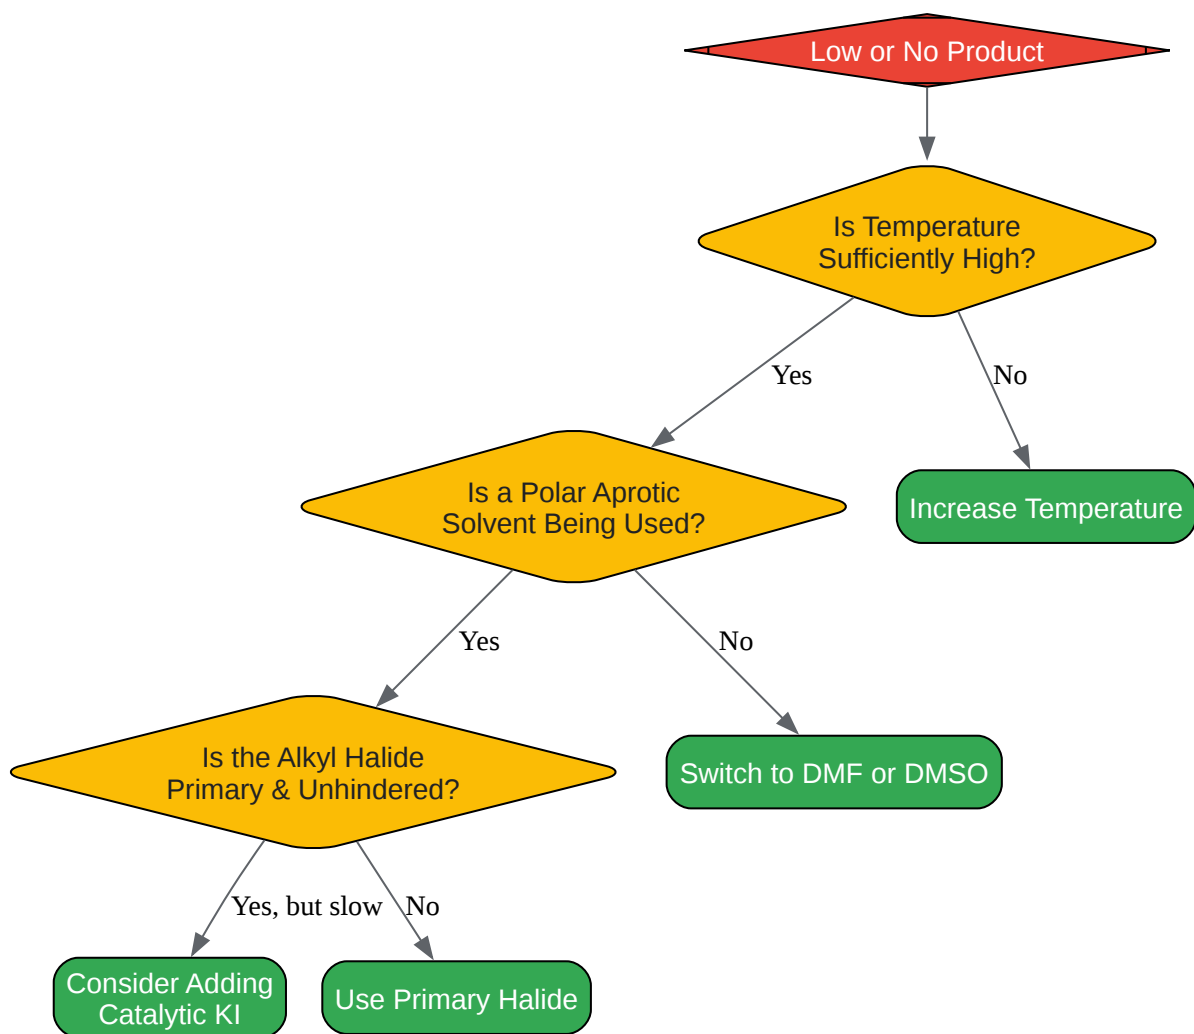 Low or No Product
Is Temperature
Sufficiently High?
Yes
No
Is a Polar Aprotic
Solvent Being Used?
Increase Temperature
Yes
No
Is the Alkyl Halide
Primary & Unhindered?
Switch to DMF or DMSO
Yes, but slow
No
Consider Adding
Catalytic KI
Use Primary Halide